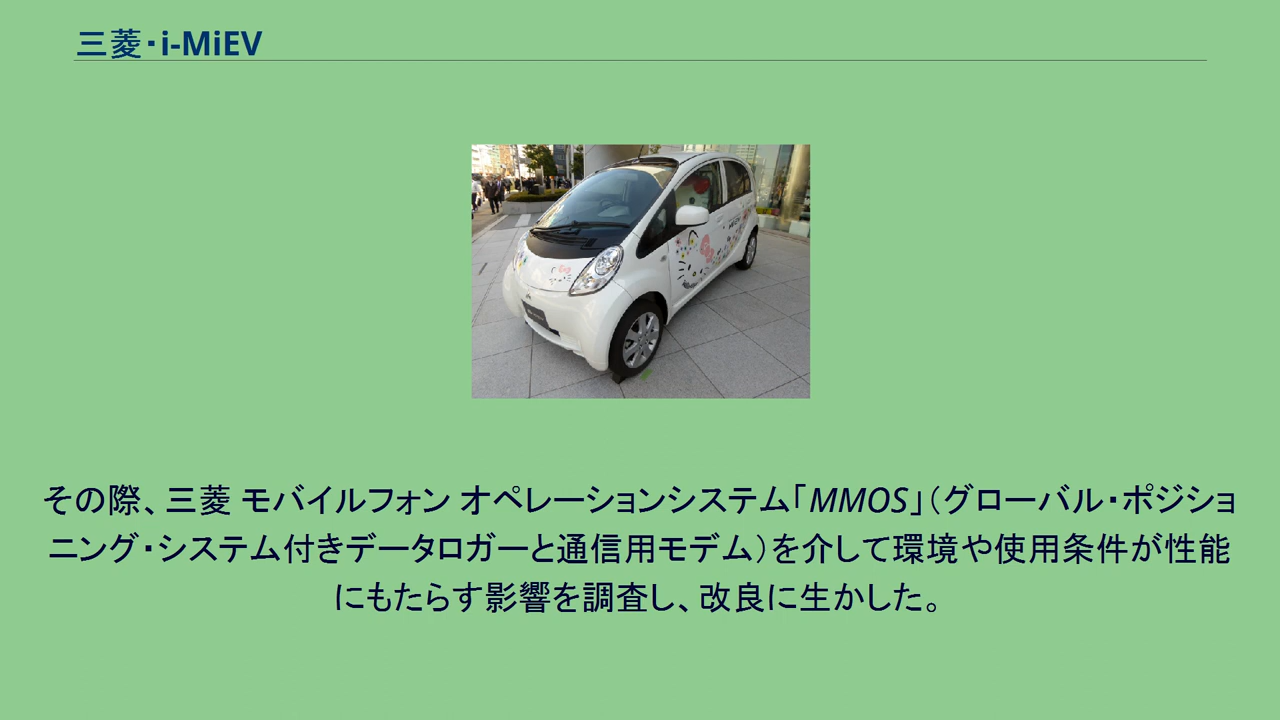 三菱・i-MiEV
その際、三菱 モバイルフォン オペレーションシステム｢MMOS｣（グローバル・ポジショ
ニング・システム付きデータロガーと通信用モデム）を介して環境や使用条件が性能
にもたらす影響を調査し、改良に生かした。